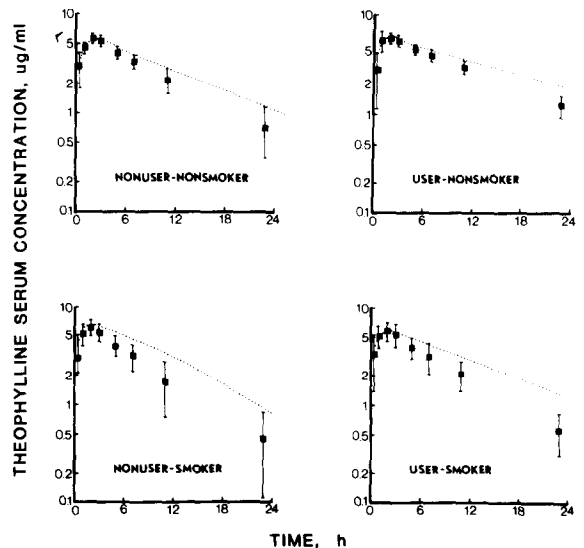 THEOPHYLLINE SERUM CONCENTRATION, ug/ml
10
5
2
1
0.5
0.2
0.1
0 6 12 18 24
NONUSER-NONSMOKER
10
5
2
1
0.5
0.2
0.1
0 6 12 18 24
USER-NONSMOKER
10
5
2
1
0.5
0.2
0.1
0 6 12 18 24
NONUSER-SMOKER
10
5
2
1
0.5
0.2
0.1
0 6 12 18 24
USER-SMOKER
TIME, h